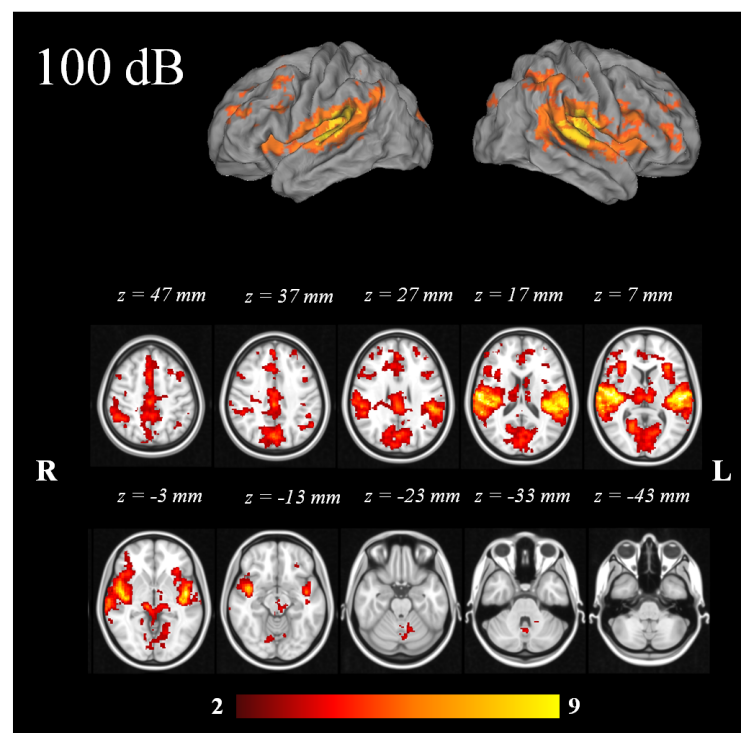 100 dB
z = 47 mm z = 37 mm z = 27 mm z = 17 mm z = 7 mm
R L
z = -3 mm z = -13 mm z = -23 mm z = -33 mm z = -43 mm
2 9